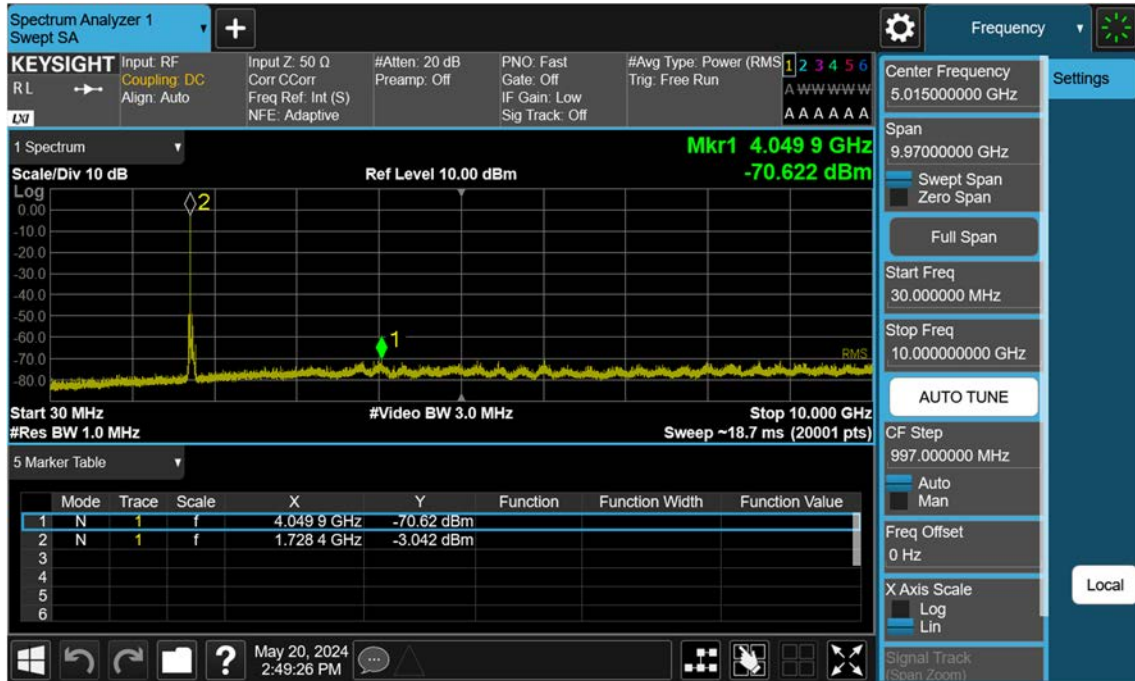 Spectrum Analyzer 1
Swept SA
+
Frequency
KEYSIGHT
R L
LXI
Input: RF
Coupling: DC
Align: Auto
Input Z: 50 Ω
Corr CCorr
Freq Ref: Int (S)
NFE: Adaptive
#Atten: 20 dB
Preamp: Off
PNO: Fast
Gate: Off
IF Gain: Low
Sig Track: Off
#Avg Type: Power (RMS
Trig: Free Run
1 2 3 4 5 6
A W W W W W
A A A A A A
1 Spectrum
Mkr1 4.049 9 GHz
-70.622 dBm
Scale/Div 10 dB
Ref Level 10.00 dBm
Log
0.00
-10.0
-20.0
-30.0
-40.0
-50.0
-60.0
-70.0
-80.0
2
1
RMS
Start 30 MHz
#Video BW 3.0 MHz
Stop 10.000 GHz
#Res BW 1.0 MHz
Sweep ~18.7 ms (20001 pts)
5 Marker Table
Mode Trace Scale X Y Function Function Width Function Value
1 N 1 f 4.049 9 GHz -70.62 dBm
2 N 1 f 1.728 4 GHz -3.042 dBm
3
4
5
6
?
May 20, 2024
2:49:26 PM
Center Frequency
5.015000000 GHz
Span
9.97000000 GHz
Swept Span
Zero Span
Full Span
Start Freq
30.000000 MHz
Stop Freq
10.000000000 GHz
AUTO TUNE
CF Step
997.000000 MHz
Auto
Man
Freq Offset
0 Hz
X Axis Scale
Log
Lin
Signal Track
(Span Zoom)
Settings
Local